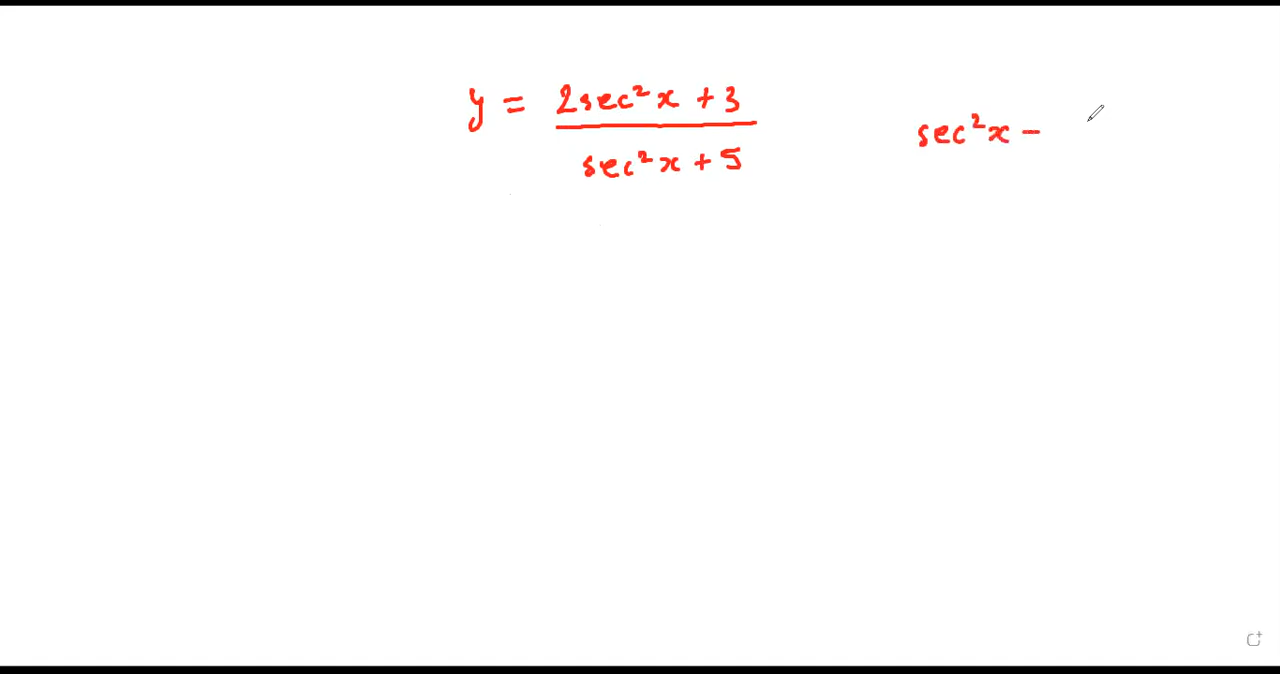 y = 2sec²x + 3 sec²x −
sec²x + 5